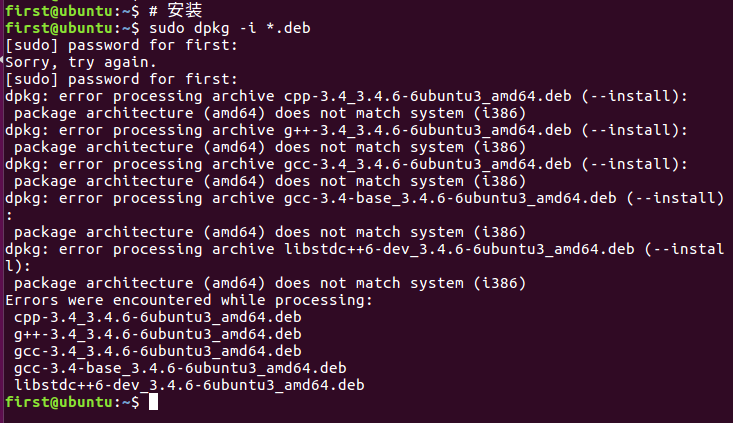 first@ubuntu:~$ # 安装
first@ubuntu:~$ sudo dpkg -i *.deb
[sudo] password for first:
Sorry, try again.
[sudo] password for first:
dpkg: error processing archive cpp-3.4_3.4.6-6ubuntu3_amd64.deb (--install):
 package architecture (amd64) does not match system (i386)
dpkg: error processing archive g++-3.4_3.4.6-6ubuntu3_amd64.deb (--install):
 package architecture (amd64) does not match system (i386)
dpkg: error processing archive gcc-3.4_3.4.6-6ubuntu3_amd64.deb (--install):
 package architecture (amd64) does not match system (i386)
dpkg: error processing archive gcc-3.4-base_3.4.6-6ubuntu3_amd64.deb (--install)
:
 package architecture (amd64) does not match system (i386)
dpkg: error processing archive libstdc++6-dev_3.4.6-6ubuntu3_amd64.deb (--instal
l):
 package architecture (amd64) does not match system (i386)
Errors were encountered while processing:
 cpp-3.4_3.4.6-6ubuntu3_amd64.deb
 g++-3.4_3.4.6-6ubuntu3_amd64.deb
 gcc-3.4_3.4.6-6ubuntu3_amd64.deb
 gcc-3.4-base_3.4.6-6ubuntu3_amd64.deb
 libstdc++6-dev_3.4.6-6ubuntu3_amd64.deb
first@ubuntu:~$